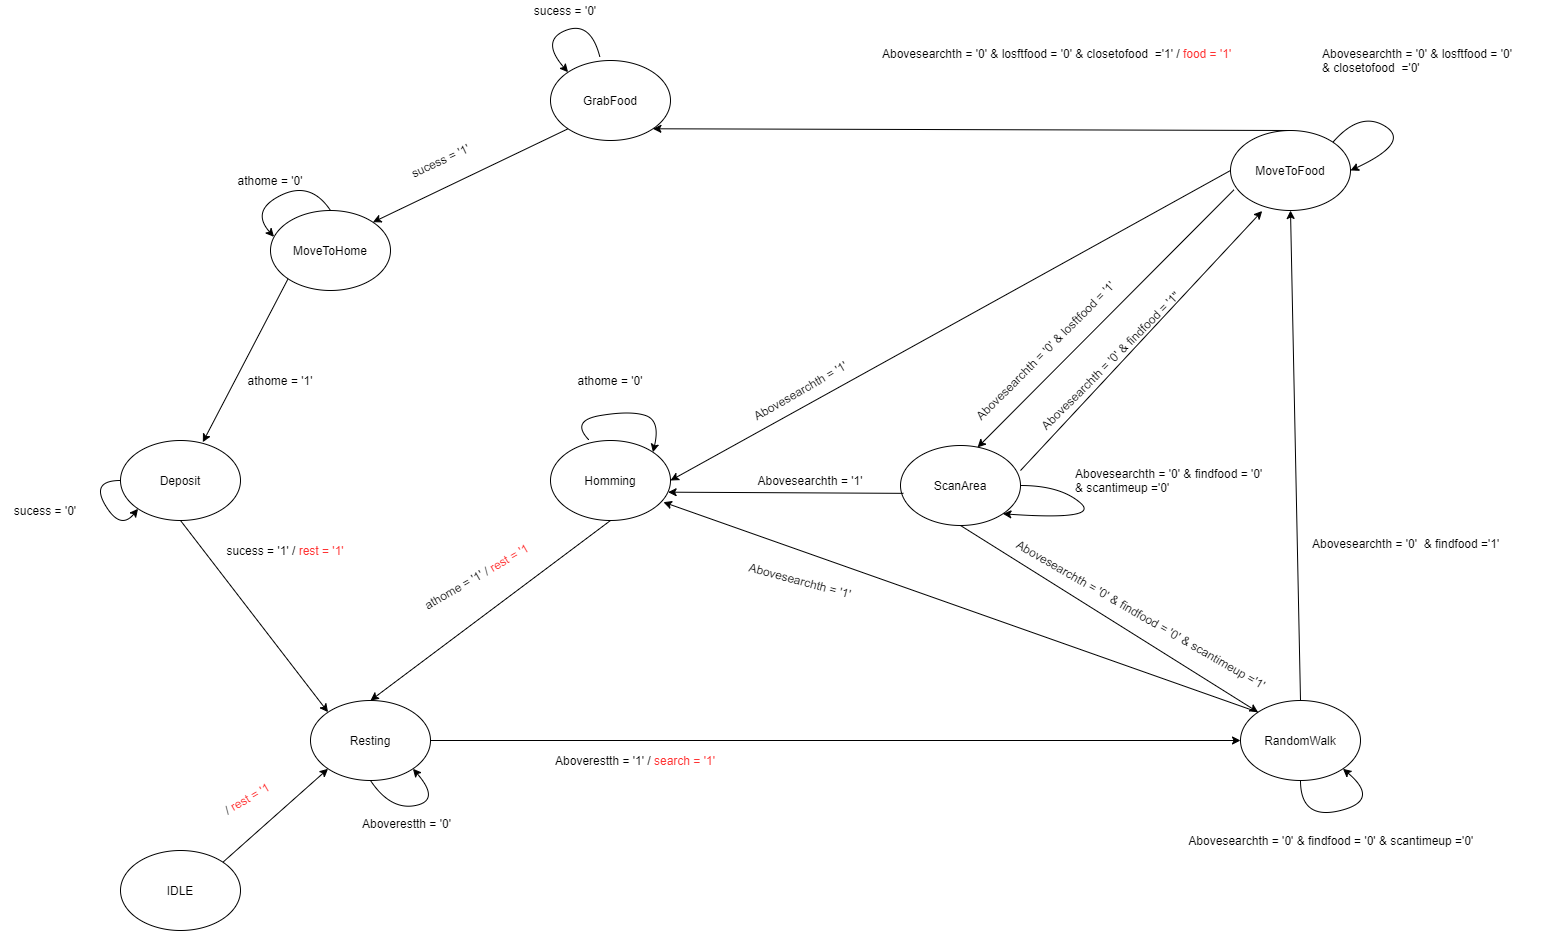 sucess = '0'
Abovesearchth = '0' & losftfood = '0' & closetofood ='1' / food = '1'
Abovesearchth = '0' & losftfood = '0'
& closetofood ='0'
GrabFood
sucess = '1'
MoveToFood
athome = '0'
MoveToHome
Abovesearchth = '0' & losftfood = '1'
Abovesearchth = '0' & findfood = '1"
Abovesearchth = '1'
athome = '1'
athome = '0'
Deposit
Homming
Abovesearchth = '1'
ScanArea
Abovesearchth = '0' & findfood = '0'
& scantimeup ='0'
sucess = '0'
sucess = '1' / rest = '1'
athome = '1' / rest = '1
Abovesearchth = '1'
Abovesearchth = '0' & findfood = '0' & scantimeup ='1'
Abovesearchth = '0' & findfood ='1'
Resting
RandomWalk
Aboverestth = '1' / search = '1'
/ rest = '1
Aboverestth = '0'
Abovesearchth = '0' & findfood = '0' & scantimeup ='0'
IDLE